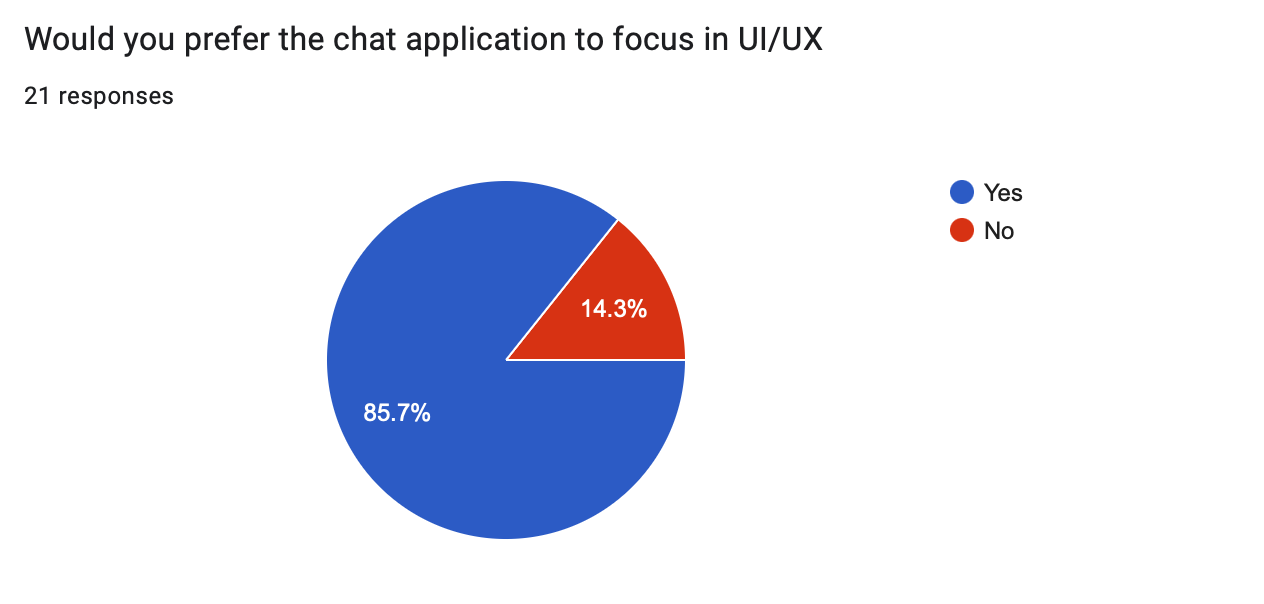 Would you prefer the chat application to focus in UI/UX
21 responses
Yes
No
14.3%
85.7%